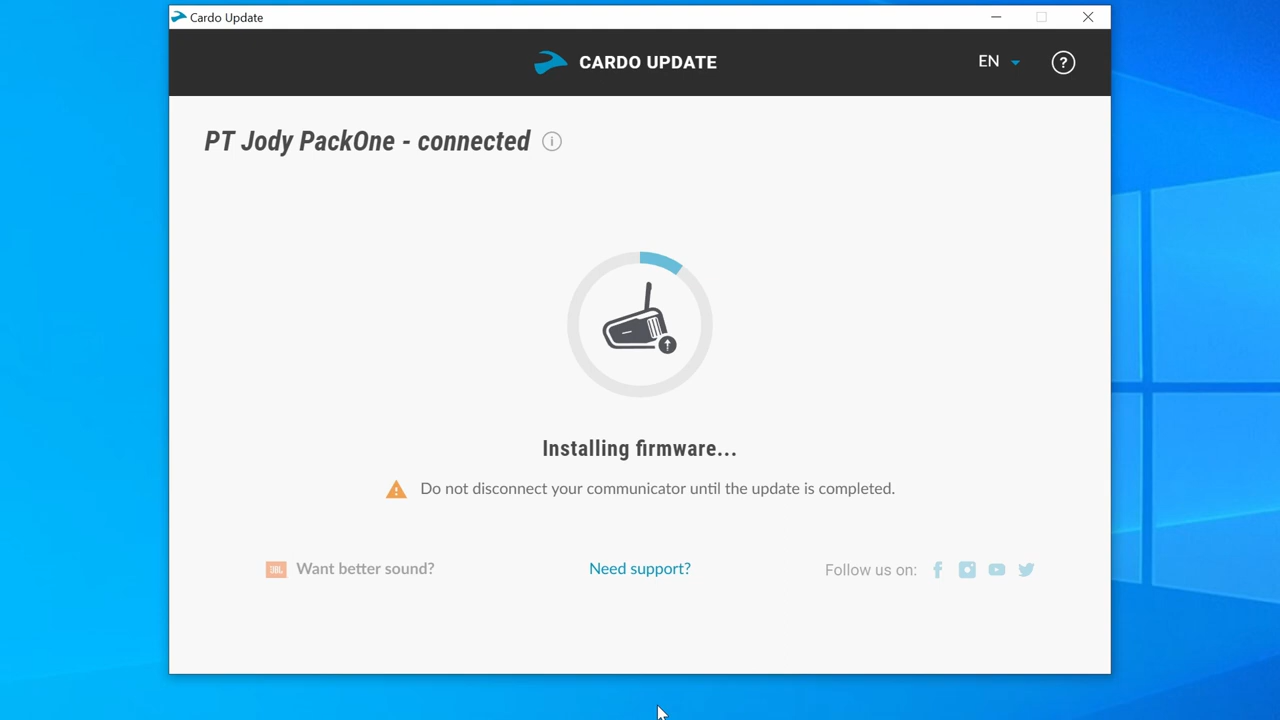 Cardo Update
CARDO UPDATE
EN
?
PT Jody PackOne - connected
i
Installing firmware...
Do not disconnect your communicator until the update is completed.
JBL Want better sound?
Need support?
Follow us on: